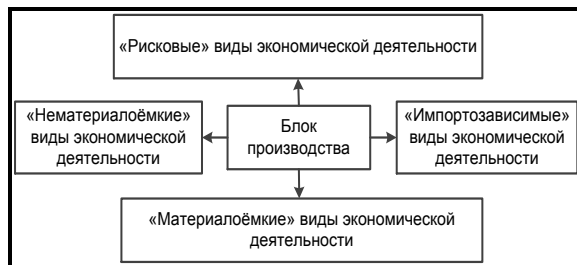 «Рисковые» виды экономической деятельности
«Нематериалоёмкие»
виды экономической
деятельности
Блок
производства
«Импортозависимые»
виды экономической
деятельности
«Материалоёмкие» виды экономической
деятельности